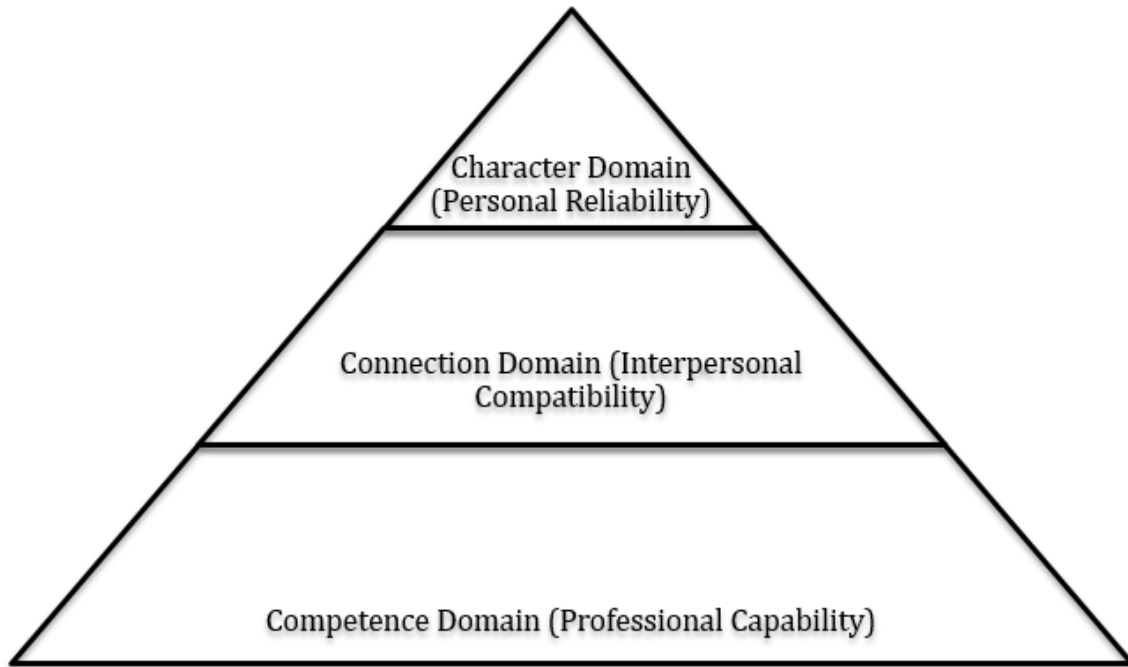 Character Domain
(Personal Reliability)
Connection Domain (Interpersonal
Compatibility)
Competence Domain (Professional Capability)